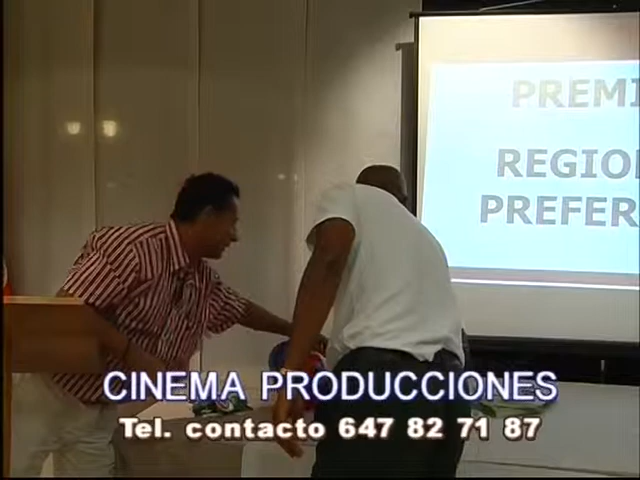 PREMI
REGIO
PREFER
CINEMA PRODUCCIONES
Tel. contacto 647 82 71 87